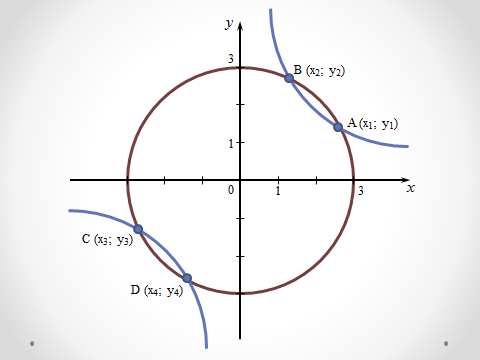 y
3
B (x₂; y₂)
A (x₁; y₁)
1
0
1
3
x
C (x₃; y₃)
D (x₄; y₄)